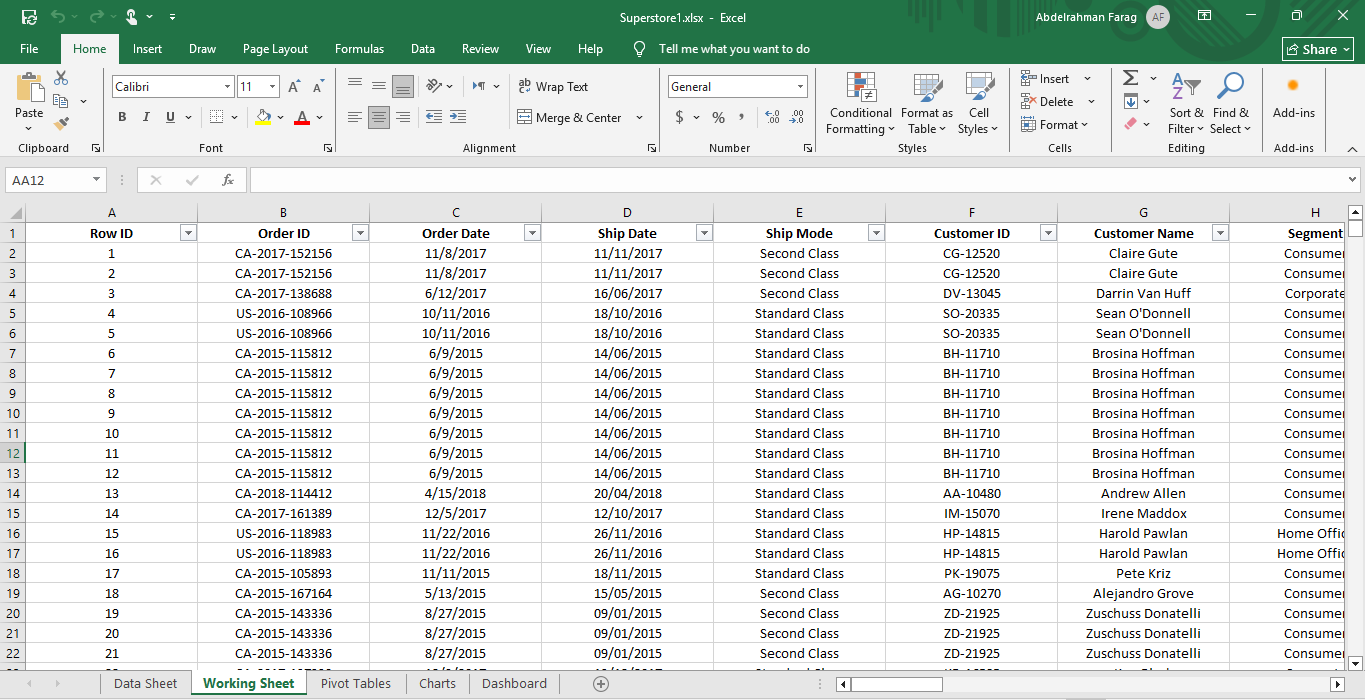 Superstore1.xlsx - Excel
Abdelrahman Farag AF
File Home Insert Draw Page Layout Formulas Data Review View Help Tell me what you want to do
Share
Paste
Clipboard
Calibri 11
B I U
Font
Wrap Text
Merge & Center
Alignment
General
$ % ,
Number
Conditional Formatting
Format as Table
Cell Styles
Styles
Insert
Delete
Format
Cells
Sort & Filter
Find & Select
Editing
Add-ins
Add-ins
AA12
fx
A B C D E F G H
1 Row ID Order ID Order Date Ship Date Ship Mode Customer ID Customer Name Segment
2 1 CA-2017-152156 11/8/2017 11/11/2017 Second Class CG-12520 Claire Gute Consumer
3 2 CA-2017-152156 11/8/2017 11/11/2017 Second Class CG-12520 Claire Gute Consumer
4 3 CA-2017-138688 6/12/2017 16/06/2017 Second Class DV-13045 Darrin Van Huff Corporate
5 4 US-2016-108966 10/11/2016 18/10/2016 Standard Class SO-20335 Sean O'Donnell Consumer
6 5 US-2016-108966 10/11/2016 18/10/2016 Standard Class SO-20335 Sean O'Donnell Consumer
7 6 CA-2015-115812 6/9/2015 14/06/2015 Standard Class BH-11710 Brosina Hoffman Consumer
8 7 CA-2015-115812 6/9/2015 14/06/2015 Standard Class BH-11710 Brosina Hoffman Consumer
9 8 CA-2015-115812 6/9/2015 14/06/2015 Standard Class BH-11710 Brosina Hoffman Consumer
10 9 CA-2015-115812 6/9/2015 14/06/2015 Standard Class BH-11710 Brosina Hoffman Consumer
11 10 CA-2015-115812 6/9/2015 14/06/2015 Standard Class BH-11710 Brosina Hoffman Consumer
12 11 CA-2015-115812 6/9/2015 14/06/2015 Standard Class BH-11710 Brosina Hoffman Consumer
13 12 CA-2015-115812 6/9/2015 14/06/2015 Standard Class BH-11710 Brosina Hoffman Consumer
14 13 CA-2018-114412 4/15/2018 20/04/2018 Standard Class AA-10480 Andrew Allen Consumer
15 14 CA-2017-161389 12/5/2017 12/10/2017 Standard Class IM-15070 Irene Maddox Consumer
16 15 US-2016-118983 11/22/2016 26/11/2016 Standard Class HP-14815 Harold Pawlan Home Offic
17 16 US-2016-118983 11/22/2016 26/11/2016 Standard Class HP-14815 Harold Pawlan Home Offic
18 17 CA-2015-105893 11/11/2015 18/11/2015 Standard Class PK-19075 Pete Kriz Consumer
19 18 CA-2015-167164 5/13/2015 15/05/2015 Second Class AG-10270 Alejandro Grove Consumer
20 19 CA-2015-143336 8/27/2015 09/01/2015 Second Class ZD-21925 Zuschuss Donatelli Consumer
21 20 CA-2015-143336 8/27/2015 09/01/2015 Second Class ZD-21925 Zuschuss Donatelli Consumer
22 21 CA-2015-143336 8/27/2015 09/01/2015 Second Class ZD-21925 Zuschuss Donatelli Consumer
Data Sheet Working Sheet Pivot Tables Charts Dashboard